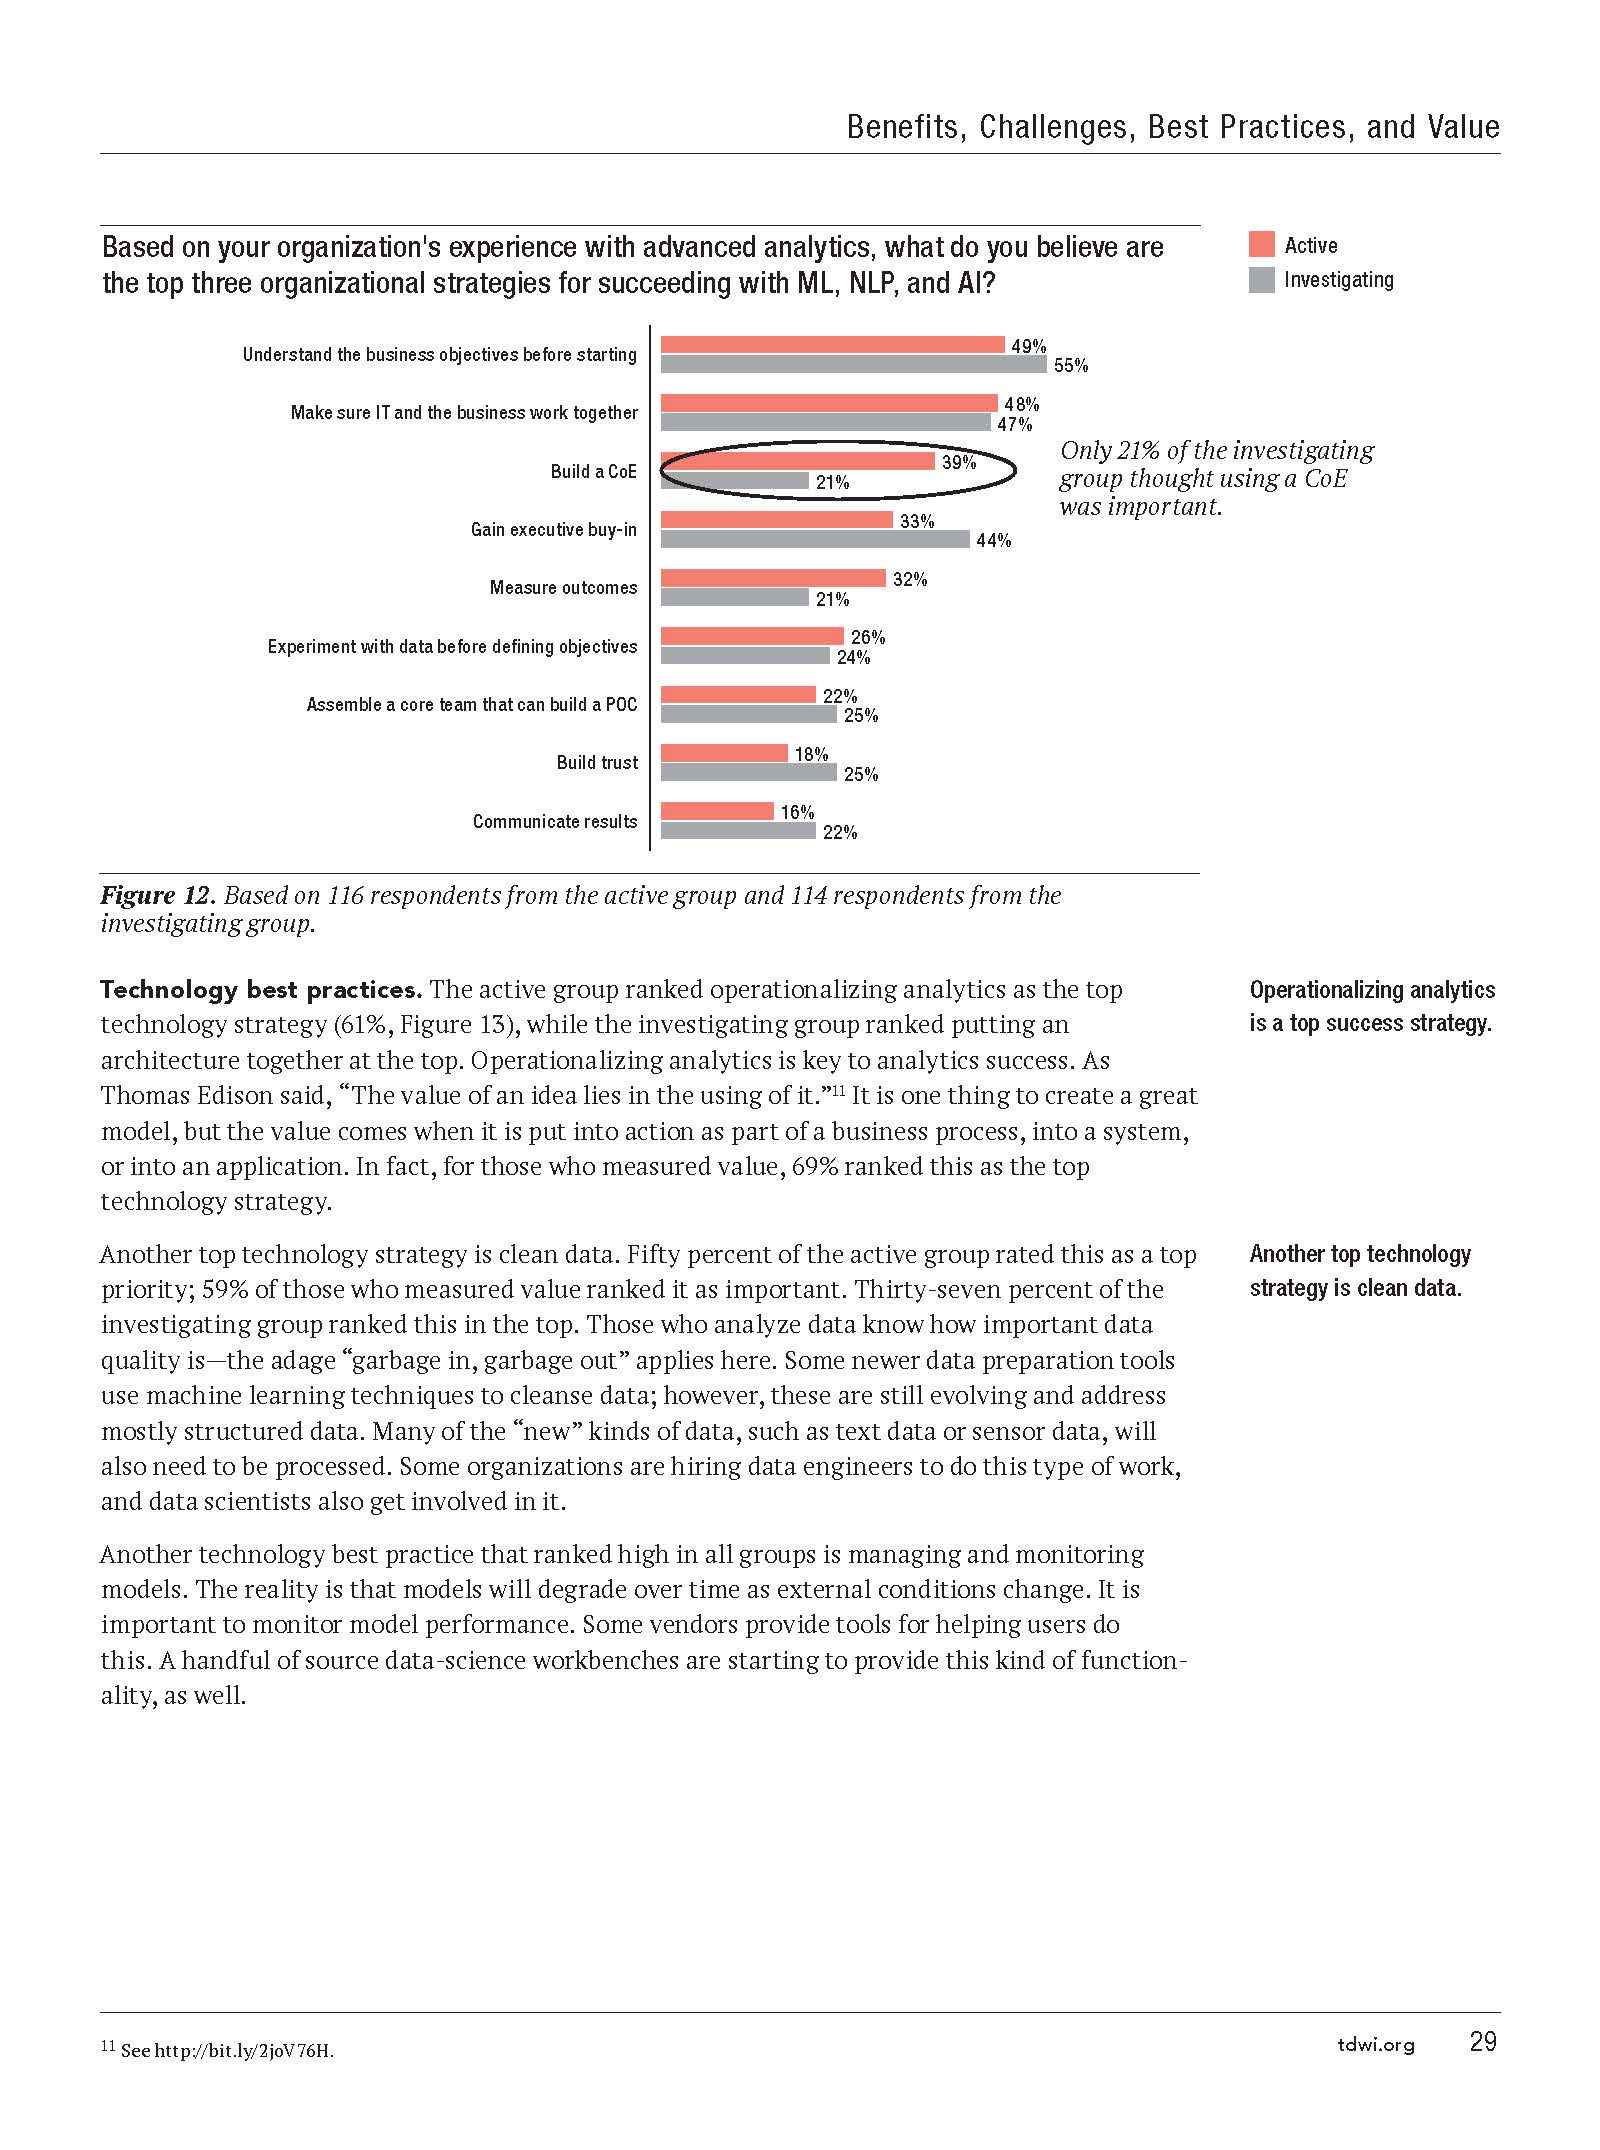 Benefits, Challenges, Best Practices, and Value
Based on your organization's experience with advanced analytics, what do you believe are
the top three organizational strategies for succeeding with ML, NLP, and AI?
Active
Investigating
Understand the business objectives before starting
49%
55%
Make sure IT and the business work together
48%
47%
Build a CoE
39%
21%
Only 21% of the investigating
group thought using a CoE
was important.
Gain executive buy-in
33%
44%
Measure outcomes
32%
21%
Experiment with data before defining objectives
26%
24%
Assemble a core team that can build a POC
22%
25%
Build trust
18%
25%
Communicate results
16%
22%
Figure 12. Based on 116 respondents from the active group and 114 respondents from the
investigating group.
Technology best practices. The active group ranked operationalizing analytics as the top
technology strategy (61%, Figure 13), while the investigating group ranked putting an
architecture together at the top. Operationalizing analytics is key to analytics success. As
Thomas Edison said, “The value of an idea lies in the using of it.”11 It is one thing to create a great
model, but the value comes when it is put into action as part of a business process, into a system,
or into an application. In fact, for those who measured value, 69% ranked this as the top
technology strategy.
Operationalizing analytics
is a top success strategy.
Another top technology strategy is clean data. Fifty percent of the active group rated this as a top
priority; 59% of those who measured value ranked it as important. Thirty-seven percent of the
investigating group ranked this in the top. Those who analyze data know how important data
quality is—the adage “garbage in, garbage out” applies here. Some newer data preparation tools
use machine learning techniques to cleanse data; however, these are still evolving and address
mostly structured data. Many of the “new” kinds of data, such as text data or sensor data, will
also need to be processed. Some organizations are hiring data engineers to do this type of work,
and data scientists also get involved in it.
Another top technology
strategy is clean data.
Another technology best practice that ranked high in all groups is managing and monitoring
models. The reality is that models will degrade over time as external conditions change. It is
important to monitor model performance. Some vendors provide tools for helping users do
this. A handful of source data-science workbenches are starting to provide this kind of function-
ality, as well.
11 See http://bit.ly/2joV76H.
tdwi.org 29